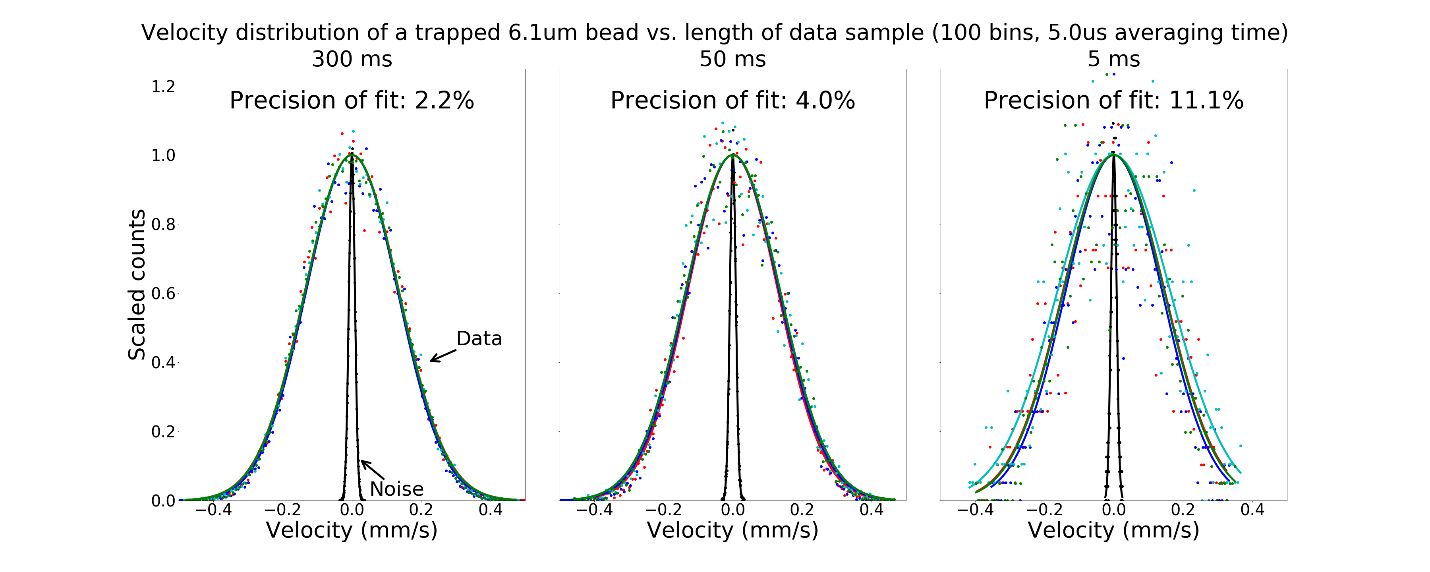 Velocity distribution of a trapped 6.1um bead vs. length of data sample (100 bins, 5.0us averaging time)
300 ms
50 ms
5 ms
Precision of fit: 2.2%
Precision of fit: 4.0%
Precision of fit: 11.1%
Scaled counts
1.2
1.0
0.8
0.6
0.4
0.2
0.0
Data
Noise
−0.4 −0.2 0.0 0.2 0.4
−0.4 −0.2 0.0 0.2 0.4
−0.4 −0.2 0.0 0.2 0.4
Velocity (mm/s)
Velocity (mm/s)
Velocity (mm/s)